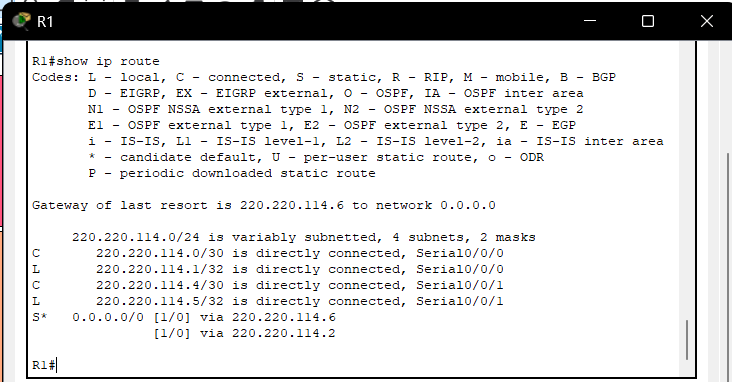 R1
R1#show ip route
Codes: L - local, C - connected, S - static, R - RIP, M - mobile, B - BGP
       D - EIGRP, EX - EIGRP external, O - OSPF, IA - OSPF inter area
       N1 - OSPF NSSA external type 1, N2 - OSPF NSSA external type 2
       E1 - OSPF external type 1, E2 - OSPF external type 2, E - EGP
       i - IS-IS, L1 - IS-IS level-1, L2 - IS-IS level-2, ia - IS-IS inter area
       * - candidate default, U - per-user static route, o - ODR
       P - periodic downloaded static route
Gateway of last resort is 220.220.114.6 to network 0.0.0.0
     220.220.114.0/24 is variably subnetted, 4 subnets, 2 masks
C       220.220.114.0/30 is directly connected, Serial0/0/0
L       220.220.114.1/32 is directly connected, Serial0/0/0
C       220.220.114.4/30 is directly connected, Serial0/0/1
L       220.220.114.5/32 is directly connected, Serial0/0/1
S*   0.0.0.0/0 [1/0] via 220.220.114.6
               [1/0] via 220.220.114.2
R1#